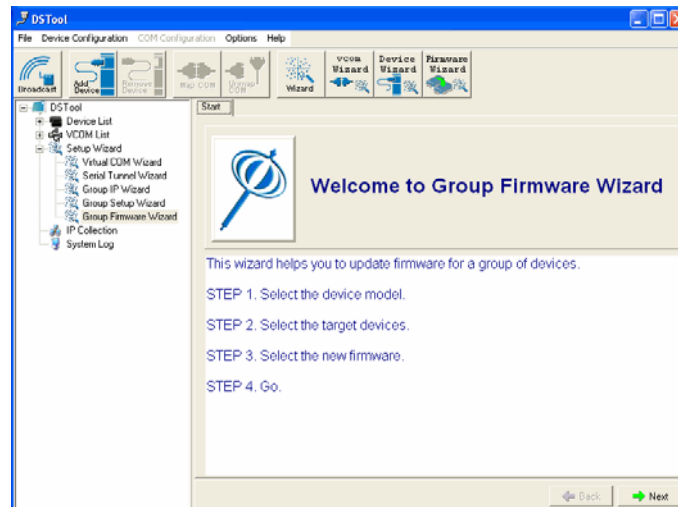 DSTool
File Device Configuration COM Configuration Options Help
Broadcast Add Device Remove Device Map COM Unmap COM Wizard VCOM Wizard Device Wizard Firmware Wizard
DSTool
Device List
VCOM List
Setup Wizard
Virtual COM Wizard
Serial Tunnel Wizard
Group IP Wizard
Group Setup Wizard
Group Firmware Wizard
IP Collection
System Log
Start
Welcome to Group Firmware Wizard
This wizard helps you to update firmware for a group of devices.
STEP 1. Select the device model.
STEP 2. Select the target devices.
STEP 3. Select the new firmware.
STEP 4. Go.
Back Next